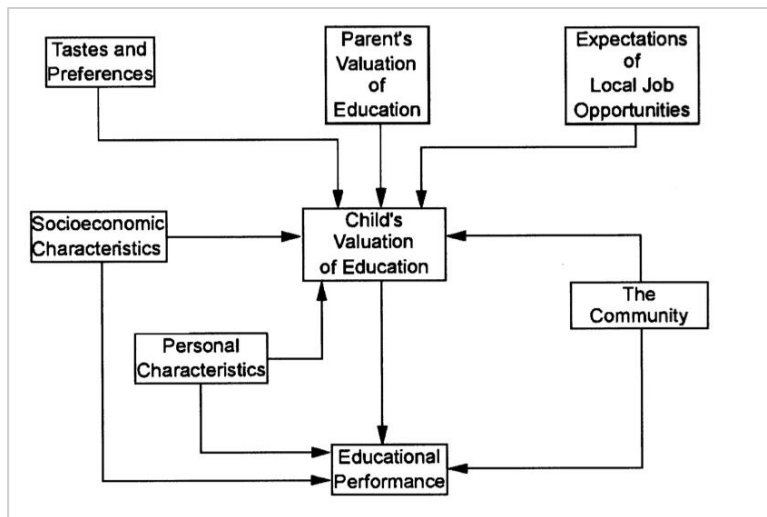 Tastes and
Preferences
Parent's
Valuation
of
Education
Expectations
of
Local Job
Opportunities
Socioeconomic
Characteristics
Child's
Valuation
of Education
The
Community
Personal
Characteristics
Educational
Performance